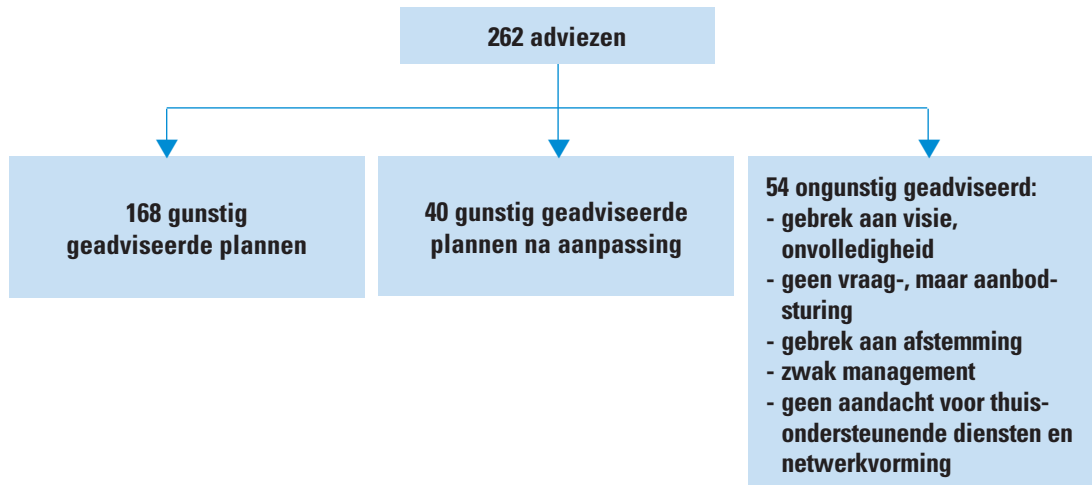 262 adviezen
168 gunstig
geadviseerde plannen
40 gunstig geadviseerde
plannen na aanpassing
54 ongunstig geadviseerd:
- gebrek aan visie,
onvolledigheid
- geen vraag-, maar aanbod-
sturing
- gebrek aan afstemming
- zwak management
- geen aandacht voor thuis-
ondersteunende diensten en
netwerkvorming